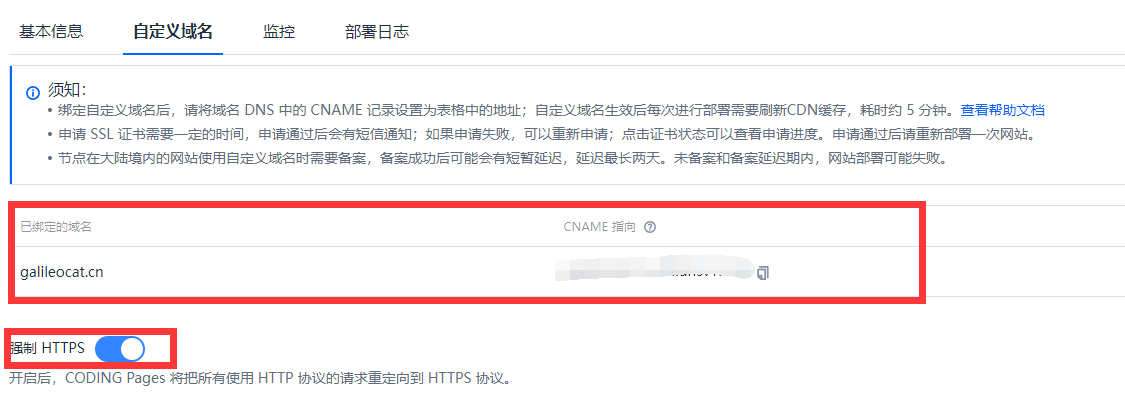 基本信息 自定义域名 监控 部署日志
须知：
• 绑定自定义域名后，请将域名 DNS 中的 CNAME 记录设置为表格中的地址；自定义域名生效后每次进行部署需要刷新CDN缓存，耗时约 5 分钟。查看帮助文档
• 申请 SSL 证书需要一定的时间，申请通过后会有短信通知；如果申请失败，可以重新申请；点击证书状态可以查看申请进度。申请通过后请重新部署一次网站。
• 节点在大陆境内的网站使用自定义域名时需要备案，备案成功后可能会有短暂延迟，延迟最长两天。未备案和备案延迟期内，网站部署可能失败。
已绑定的域名 CNAME 指向
galileocat.cn
强制 HTTPS
开启后，CODING Pages 将把所有使用 HTTP 协议的请求重定向到 HTTPS 协议。